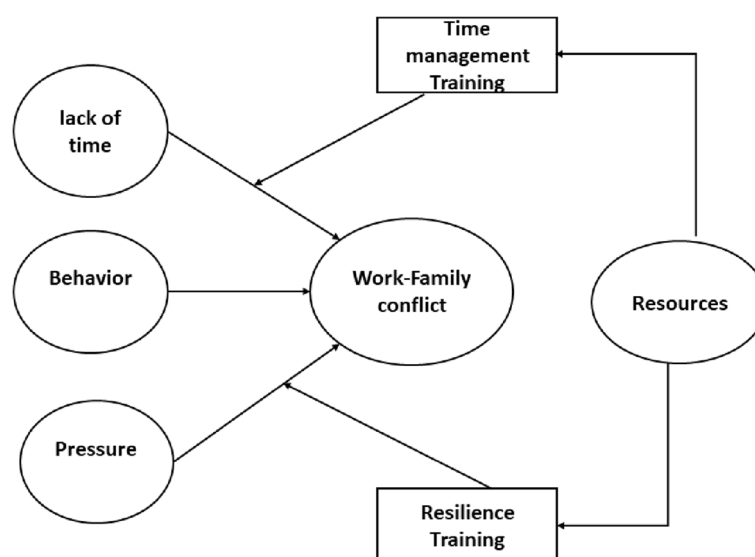 Time
management
Training
lack of
time
Behavior
Work-Family
conflict
Resources
Pressure
Resilience
Training